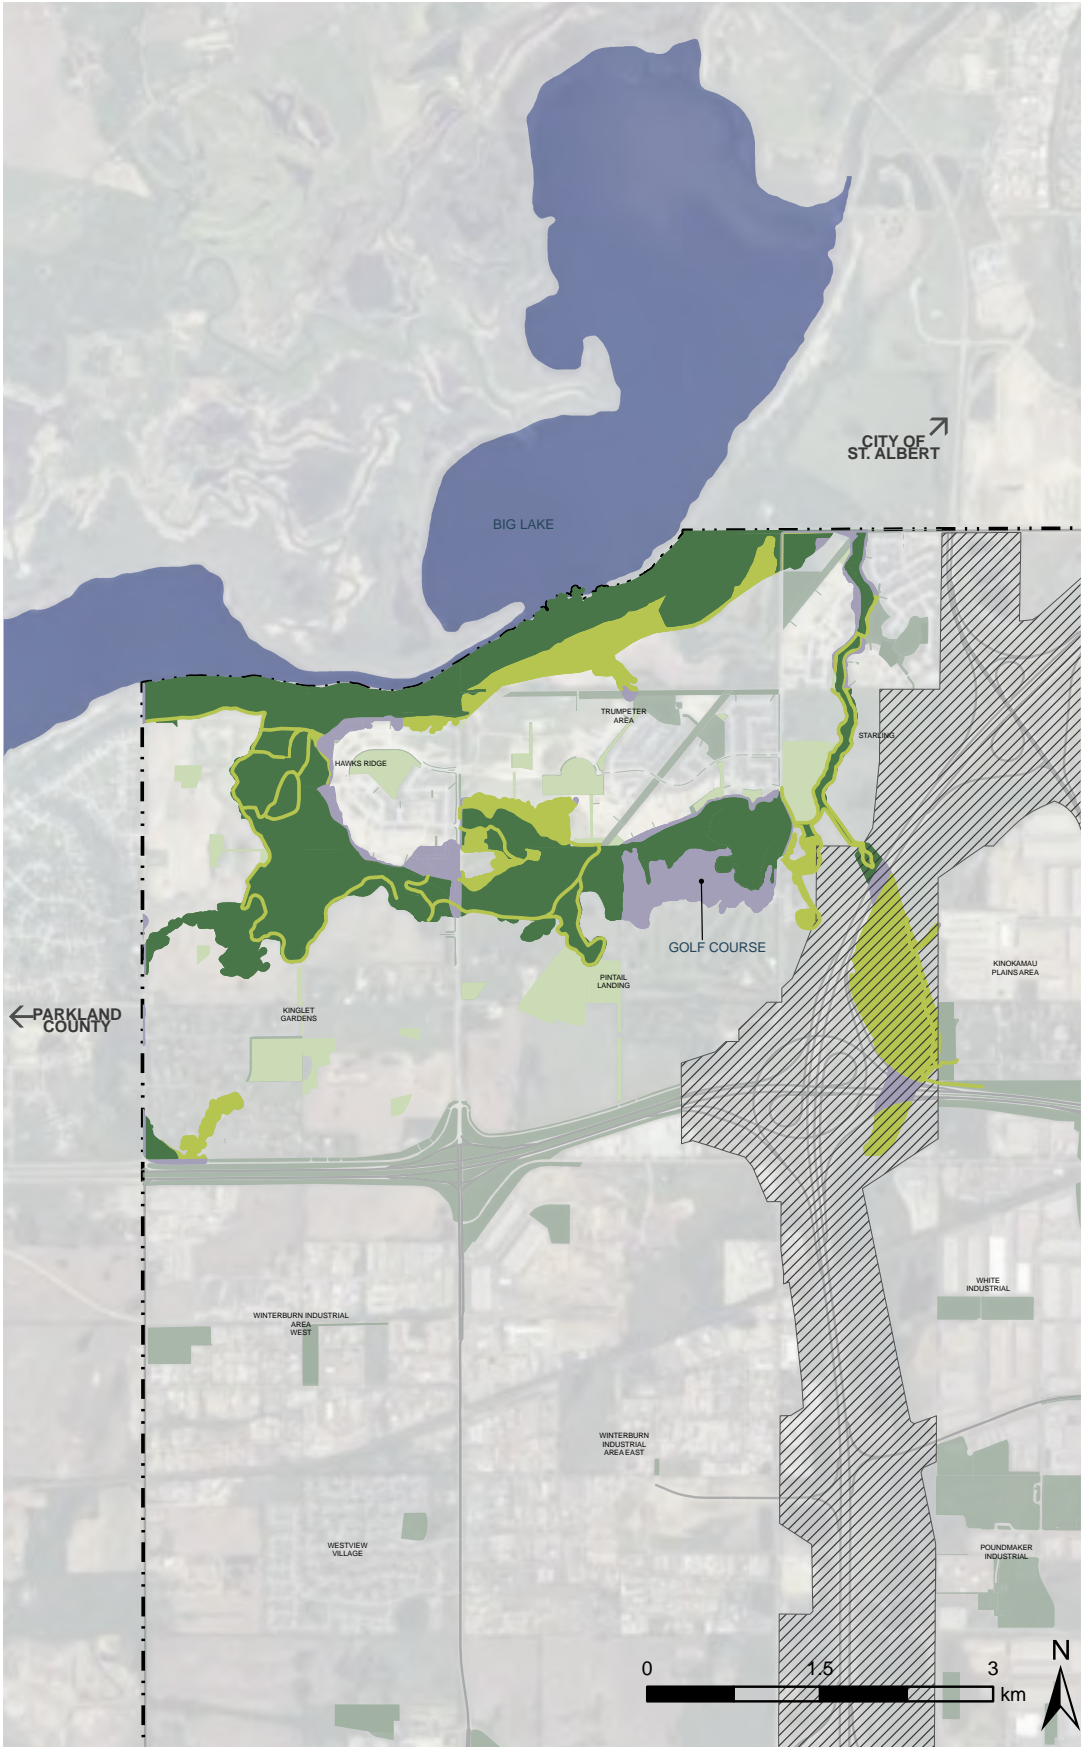 CITY OF
ST. ALBERT
BIG LAKE
TRUMPETER
AREA
STARLING
HAWKS RIDGE
GOLF COURSE
KINOKAMAU
PLAINS AREA
PINTAIL
LANDING
PARKLAND
COUNTY
KINGLET
GARDENS
WHITE
INDUSTRIAL
WINTERBURN INDUSTRIAL
AREA
WEST
WINTERBURN
INDUSTRIAL
AREA EAST
WESTVIEW
VILLAGE
POUNDMAKER
INDUSTRIAL
N
0 1.5 3
km